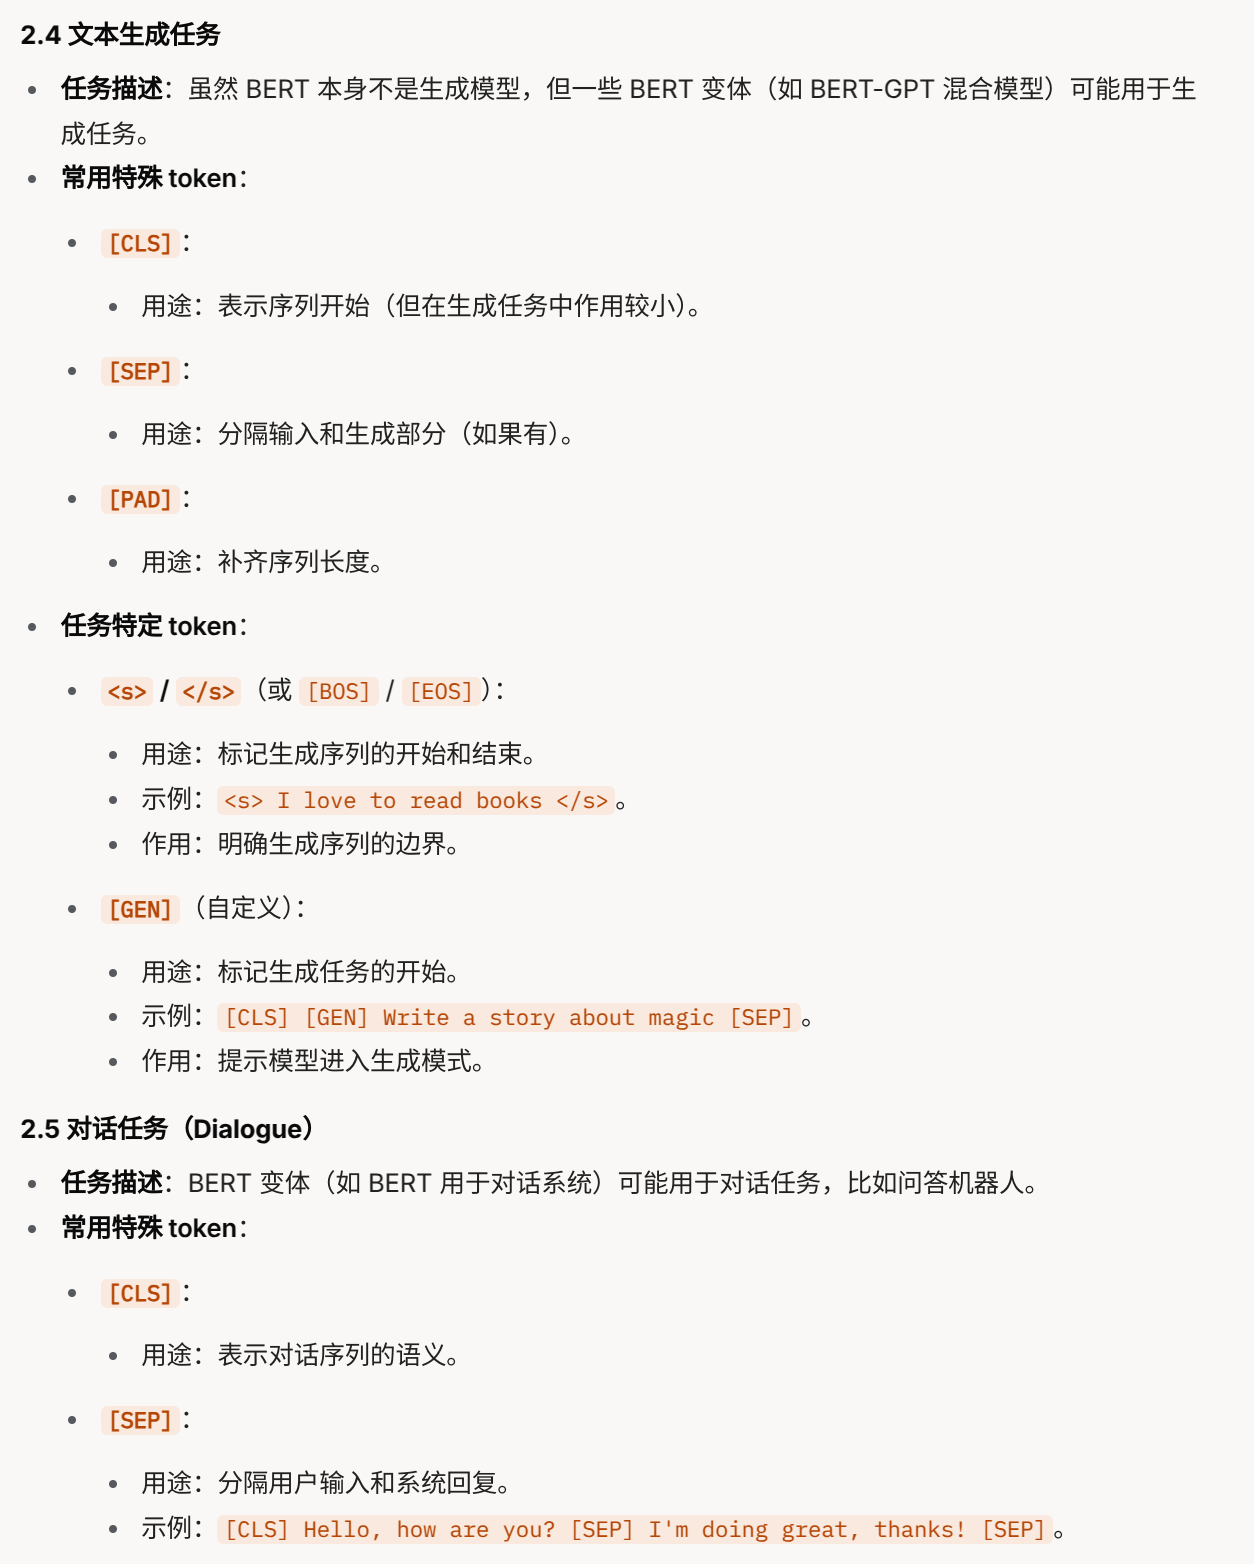 2.4 文本生成任务
任务描述：虽然 BERT 本身不是生成模型，但一些 BERT 变体（如 BERT-GPT 混合模型）可能用于生
成任务。
常用特殊 token：
[CLS]：
用途：表示序列开始（但在生成任务中作用较小）。
[SEP]：
用途：分隔输入和生成部分（如果有）。
[PAD]：
用途：补齐序列长度。
任务特定 token：
<s> / </s>（或 [BOS] / [EOS]）：
用途：标记生成序列的开始和结束。
示例：<s> I love to read books </s>。
作用：明确生成序列的边界。
[GEN]（自定义）：
用途：标记生成任务的开始。
示例：[CLS] [GEN] Write a story about magic [SEP]。
作用：提示模型进入生成模式。
2.5 对话任务（Dialogue）
任务描述：BERT 变体（如 BERT 用于对话系统）可能用于对话任务，比如问答机器人。
常用特殊 token：
[CLS]：
用途：表示对话序列的语义。
[SEP]：
用途：分隔用户输入和系统回复。
示例：[CLS] Hello, how are you? [SEP] I'm doing great, thanks! [SEP]。